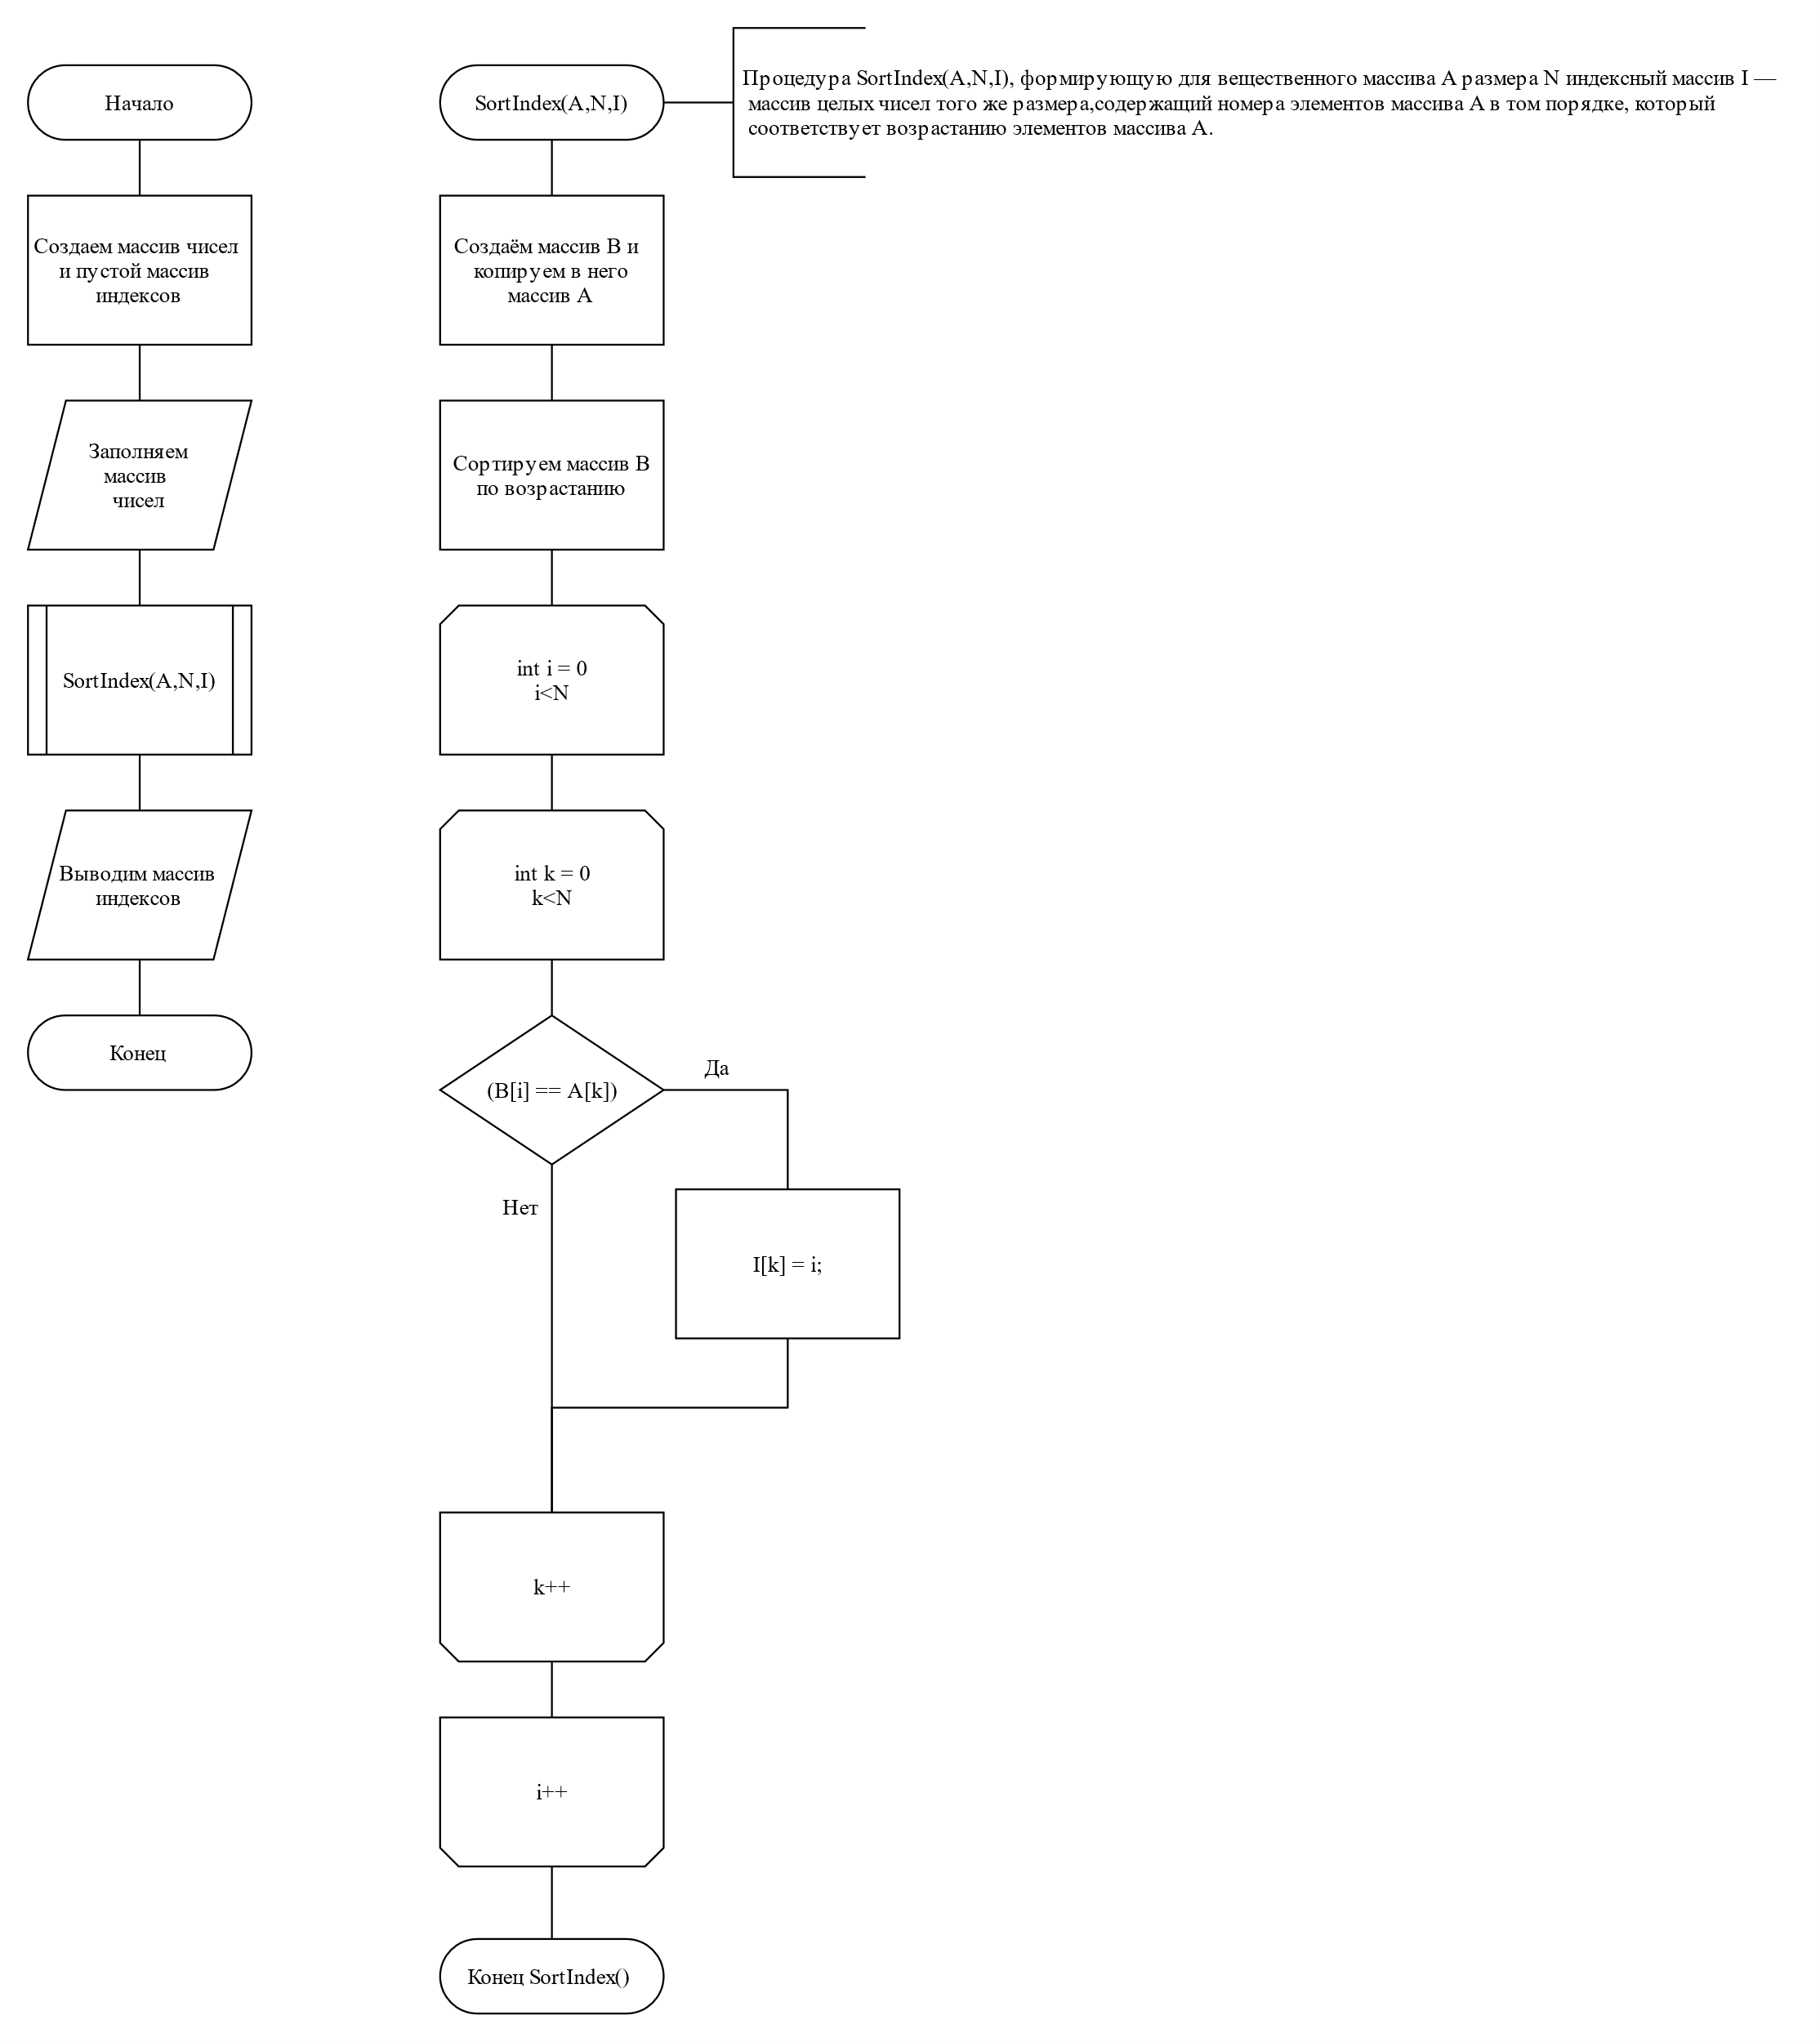 Начало
Создаем массив чисел
и пустой массив
индексов
Заполняем
массив
чисел
SortIndex(A,N,I)
Выводим массив
индексов
Конец
SortIndex(A,N,I)
Процедура SortIndex(A,N,I), формирующую для вещественного массива A размера N индексный массив I —
массив целых чисел того же размера,содержащий номера элементов массива A в том порядке, который
соответствует возрастанию элементов массива A.
Создаём массив B и
копируем в него
массив A
Сортируем массив B
по возрастанию
int i = 0
i<N
int k = 0
k<N
(B[i] == A[k])
Да
Нет
I[k] = i;
k++
i++
Конец SortIndex()